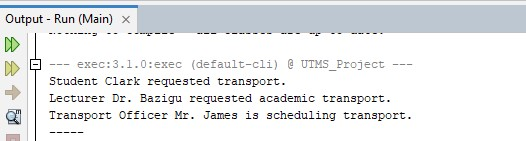 Output - Run (Main) ×
--- exec:3.1.0:exec (default-cli) @ UTMS_Project ---
Student Clark requested transport.
Lecturer Dr. Bazigu requested academic transport.
Transport Officer Mr. James is scheduling transport.
-----